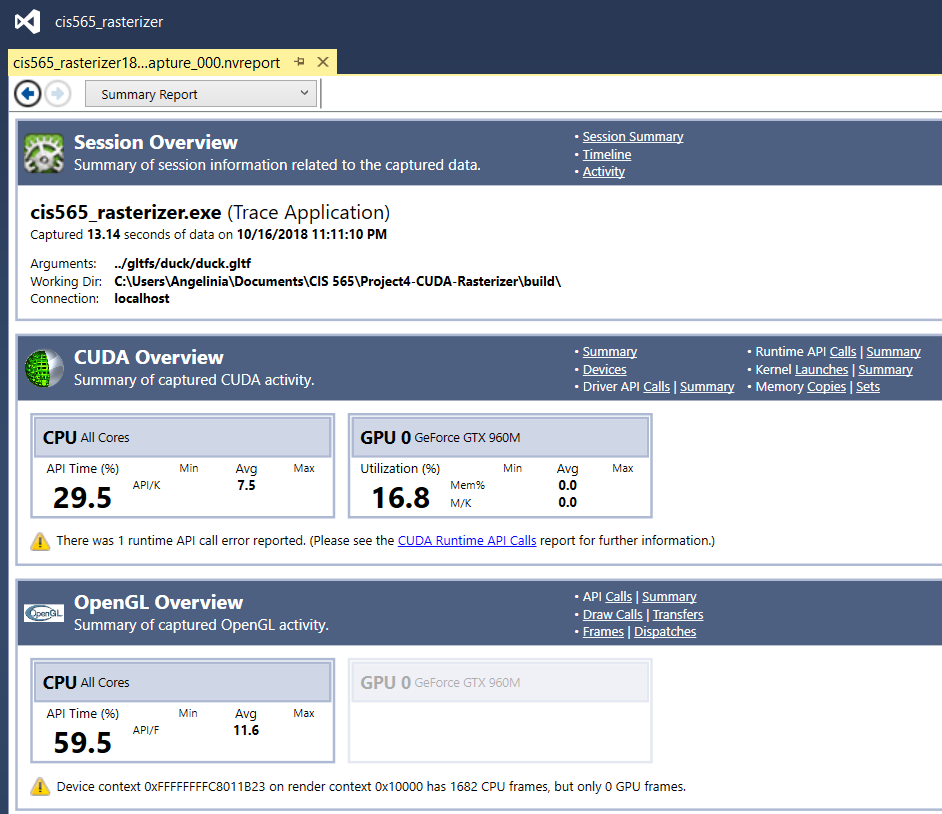 cis565_rasterizer
cis565_rasterizer18...apture_000.nvreport
Summary Report
Session Overview
Summary of session information related to the captured data.
• Session Summary
• Timeline
• Activity
cis565_rasterizer.exe (Trace Application)
Captured 13.14 seconds of data on 10/16/2018 11:11:10 PM
Arguments: ../gltfs/duck/duck.gltf
Working Dir: C:\Users\Angelinia\Documents\CIS 565\Project4-CUDA-Rasterizer\build\
Connection: localhost
CUDA Overview
Summary of captured CUDA activity.
• Summary
• Devices
• Driver API Calls | Summary
• Runtime API Calls | Summary
• Kernel Launches | Summary
• Memory Copies | Sets
CPU All Cores
API Time (%) Min Avg Max
29.5 API/K 7.5
GPU 0 GeForce GTX 960M
Utilization (%) Min Avg Max
16.8 Mem% 0.0
M/K 0.0
There was 1 runtime API call error reported. (Please see the CUDA Runtime API Calls report for further information.)
OpenGL
OpenGL Overview
Summary of captured OpenGL activity.
• API Calls | Summary
• Draw Calls | Transfers
• Frames | Dispatches
CPU All Cores
API Time (%) Min Avg Max
59.5 API/F 11.6
GPU 0 GeForce GTX 960M
Device context 0xFFFFFFFFC8011B23 on render context 0x10000 has 1682 CPU frames, but only 0 GPU frames.